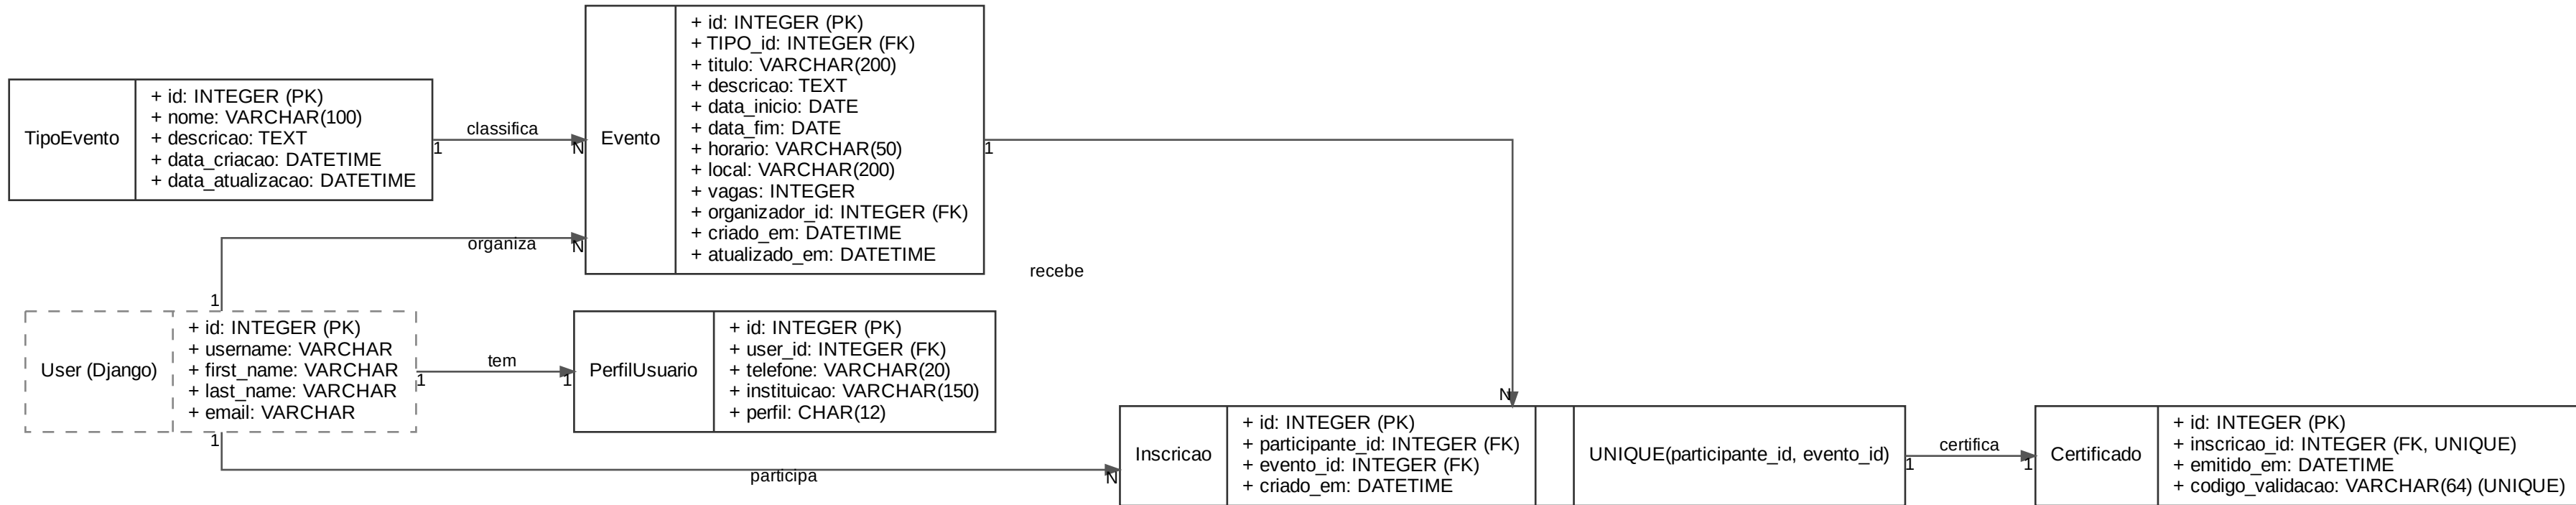 TipoEvento
+ id: INTEGER (PK)
+ nome: VARCHAR(100)
+ descricao: TEXT
+ data_criacao: DATETIME
+ data_atualizacao: DATETIME
1
classifica
N
Evento
+ id: INTEGER (PK)
+ TIPO_id: INTEGER (FK)
+ titulo: VARCHAR(200)
+ descricao: TEXT
+ data_inicio: DATE
+ data_fim: DATE
+ horario: VARCHAR(50)
+ local: VARCHAR(200)
+ vagas: INTEGER
+ organizador_id: INTEGER (FK)
+ criado_em: DATETIME
+ atualizado_em: DATETIME
1
recebe
N
1
organiza
N
User (Django)
+ id: INTEGER (PK)
+ username: VARCHAR
+ first_name: VARCHAR
+ last_name: VARCHAR
+ email: VARCHAR
1
tem
1
PerfilUsuario
+ id: INTEGER (PK)
+ user_id: INTEGER (FK)
+ telefone: VARCHAR(20)
+ instituicao: VARCHAR(150)
+ perfil: CHAR(12)
1
participa
N
Inscricao
+ id: INTEGER (PK)
+ participante_id: INTEGER (FK)
+ evento_id: INTEGER (FK)
+ criado_em: DATETIME
UNIQUE(participante_id, evento_id)
1
certifica
1
Certificado
+ id: INTEGER (PK)
+ inscricao_id: INTEGER (FK, UNIQUE)
+ emitido_em: DATETIME
+ codigo_validacao: VARCHAR(64) (UNIQUE)